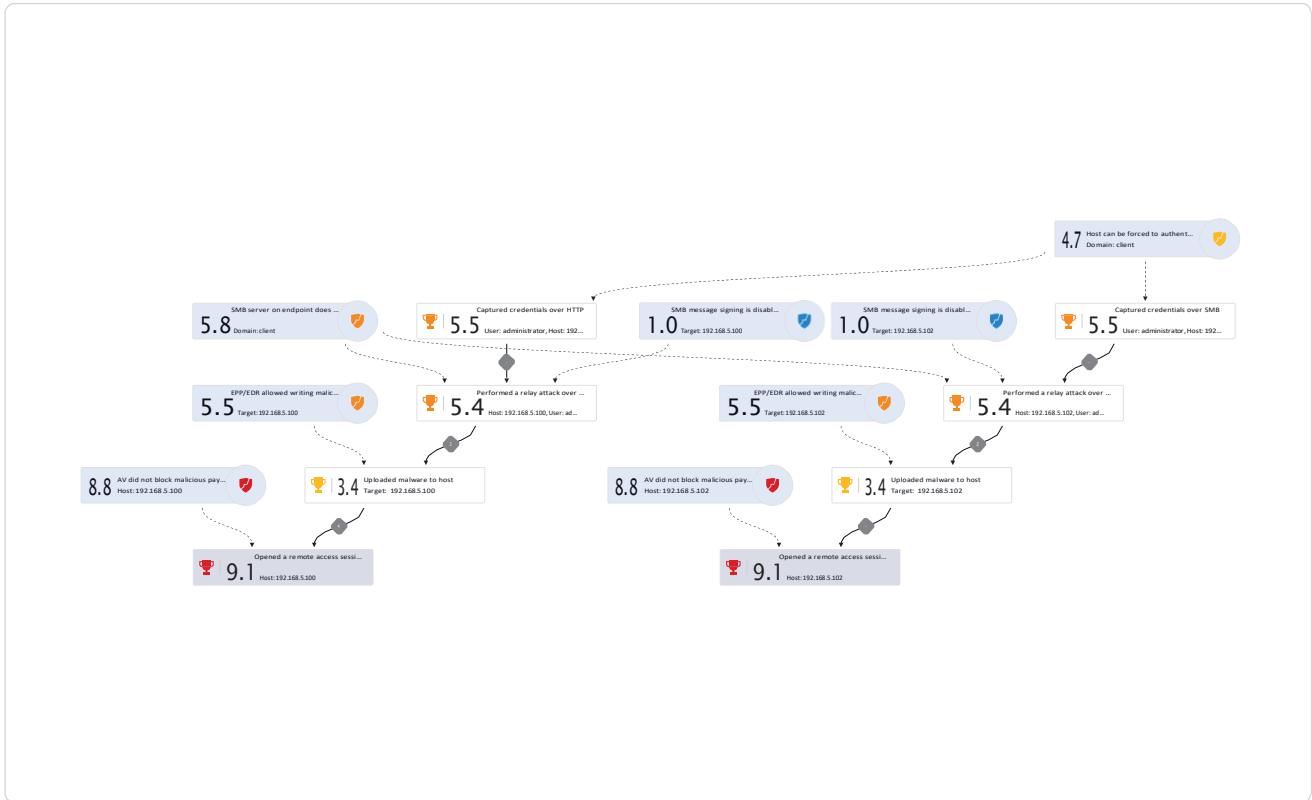 4.7
Host can be forced to authent...
Domain: client
SMB server on endpoint does ...
5.8
Domain: client
Captured credentials over HTTP
5.5
User: administrator, Host: 192...
SMB message signing is disabl...
1.0
Target: 192.168.5.100
SMB message signing is disabl...
1.0
Target: 192.168.5.102
Captured credentials over SMB
5.5
User: administrator, Host: 192...
EPP/EDR allowed writing malic...
5.5
Target: 192.168.5.100
Performed a relay attack over ...
5.4
Host: 192.168.5.100, User: ad...
EPP/EDR allowed writing malic...
5.5
Target: 192.168.5.102
Performed a relay attack over ...
5.4
Host: 192.168.5.102, User: ad...
8.8
AV did not block malicious pay...
Host: 192.168.5.100
3.4
Uploaded malware to host
Target: 192.168.5.100
8.8
AV did not block malicious pay...
Host: 192.168.5.102
3.4
Uploaded malware to host
Target: 192.168.5.102
Opened a remote access sessi...
9.1
Host: 192.168.5.100
Opened a remote access sessi...
9.1
Host: 192.168.5.102